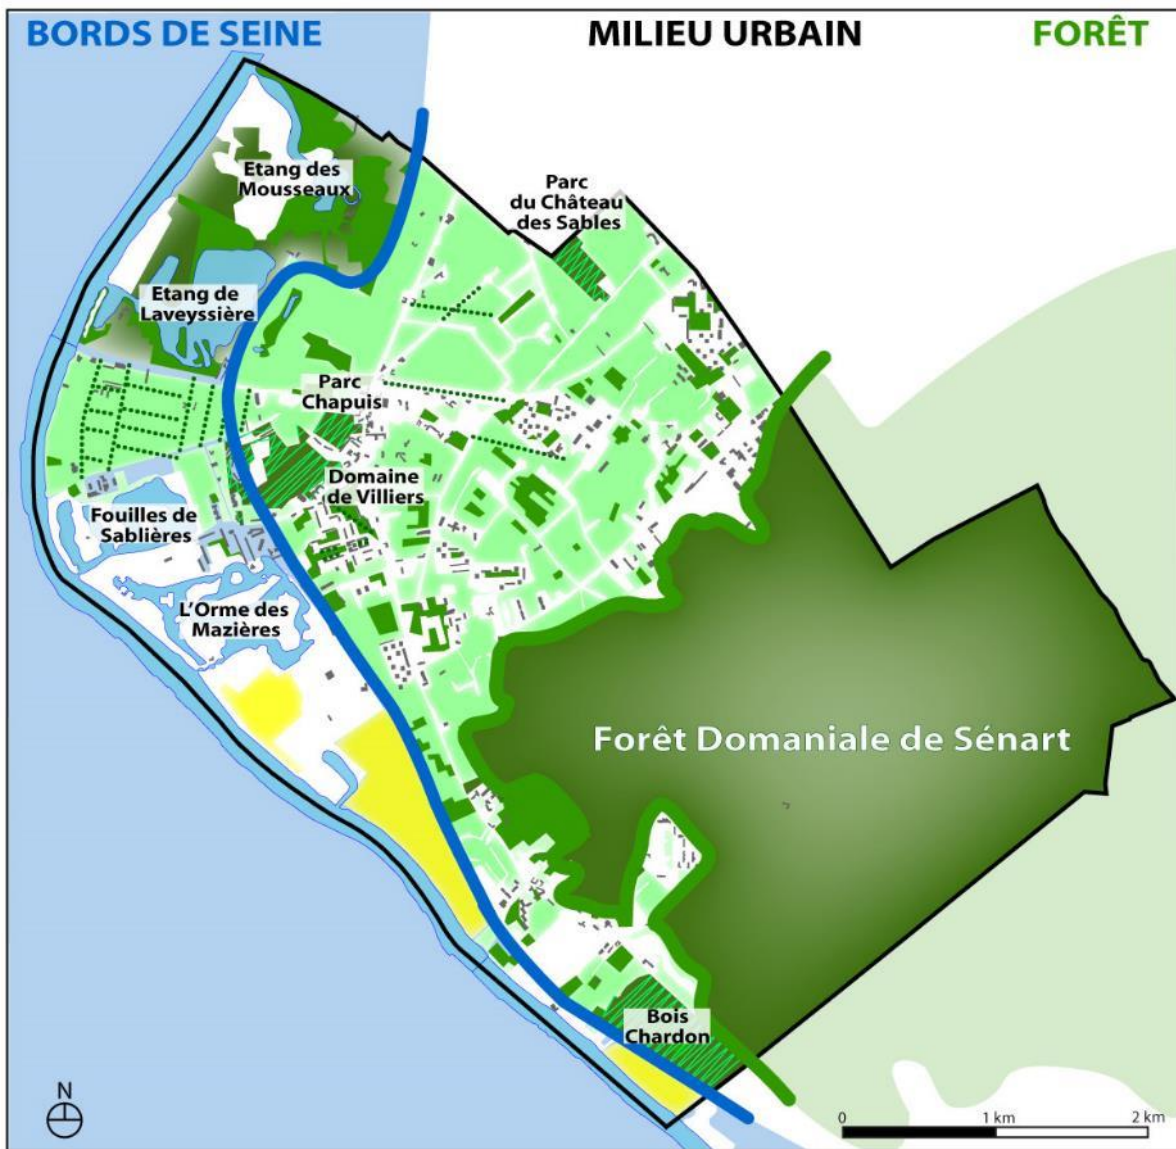 BORDS DE SEINE
MILIEU URBAIN
FORÊT
Etang des
Mousseaux
Parc
du Château
des Sables
Etang de
Laveyssière
Parc
Chapuis
Domaine
de Villiers
Fouilles de
Sablières
L'Orme des
Mazières
Forêt Domaniale de Sénart
Bois
Chardon
N
0
1 km
2 km